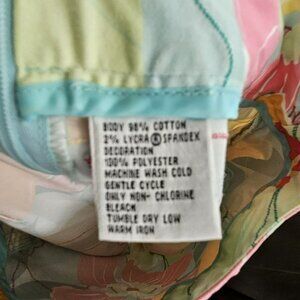 BODY 98% COTTON
2% LYCRA ® SPANDEX
DECORATION
100% POLYESTER
MACHINE WASH COLD
GENTLE CYCLE
ONLY NON- CHLORINE
BLEACH
TUMBLE DRY LOW
WARM IRON